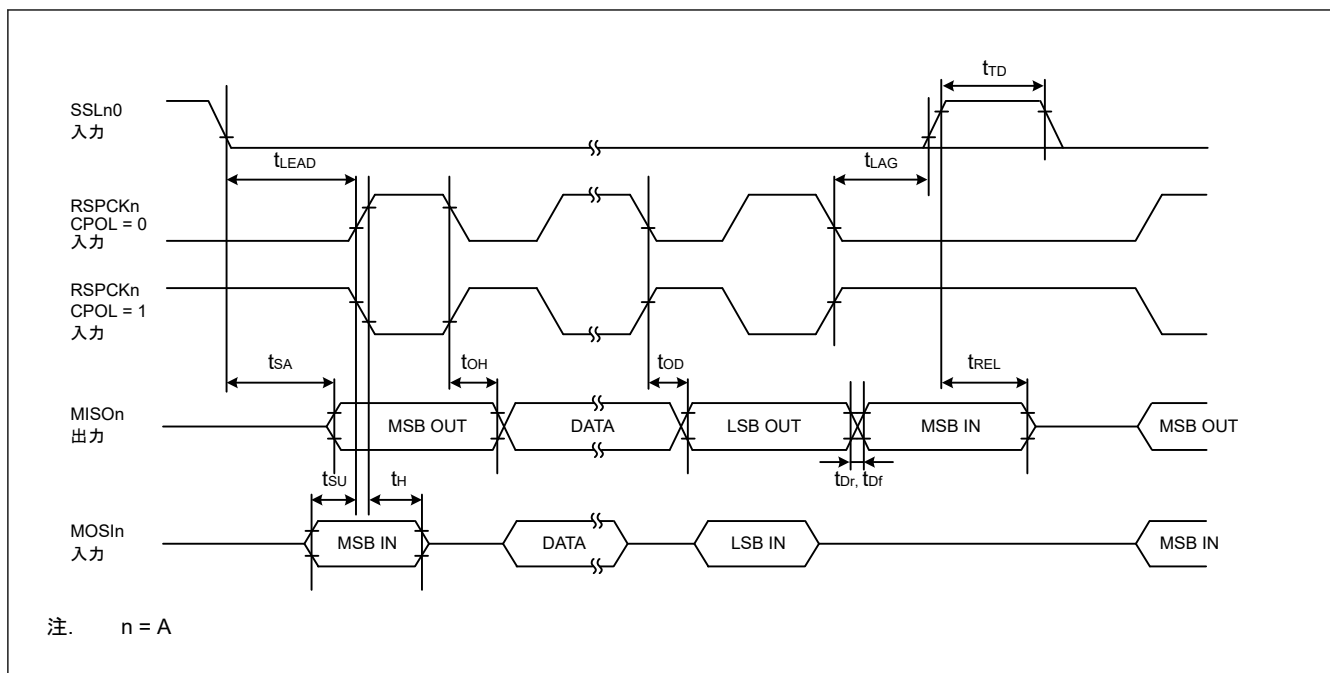 tTD
SSLn0
入力
tLEAD
tLAG
RSPCKn
CPOL = 0
入力
RSPCKn
CPOL = 1
入力
tSA
tOH
tOD
tREL
MISOn
出力
MSB OUT
DATA
LSB OUT
MSB IN
MSB OUT
tSU
tH
tDr, tDf
MOSIn
入力
MSB IN
DATA
LSB IN
MSB IN
注. n = A